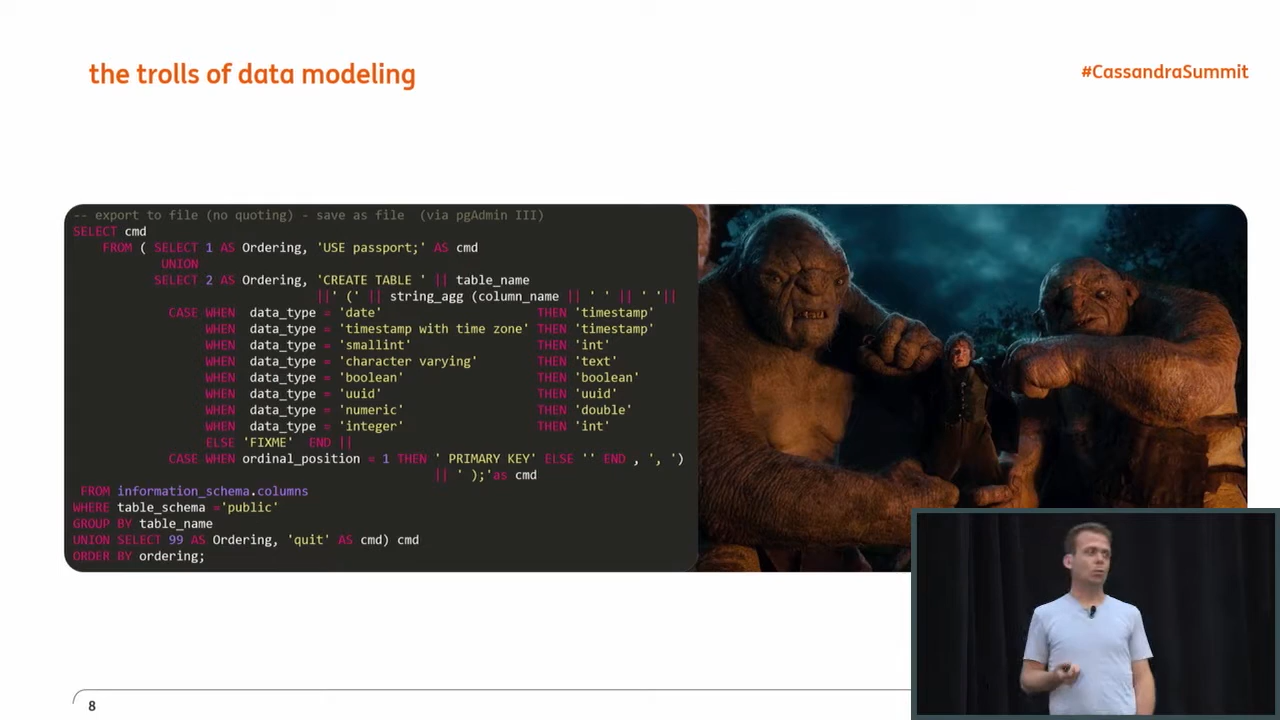 the trolls of data modeling
#CassandraSummit
-- export to file (no quoting) - save as file  (via pgAdmin III)
SELECT cmd
    FROM ( SELECT 1 AS Ordering, 'USE passport;' AS cmd
            UNION
           SELECT 2 AS Ordering, 'CREATE TABLE ' || table_name
                                 ||' (' || string_agg (column_name || ' ' || ' '||
             CASE WHEN  data_type = 'date'                     THEN 'timestamp'
                  WHEN  data_type = 'timestamp with time zone' THEN 'timestamp'
                  WHEN  data_type = 'smallint'                 THEN 'int'
                  WHEN  data_type = 'character varying'        THEN 'text'
                  WHEN  data_type = 'boolean'                  THEN 'boolean'
                  WHEN  data_type = 'uuid'                     THEN 'uuid'
                  WHEN  data_type = 'numeric'                  THEN 'double'
                  WHEN  data_type = 'integer'                  THEN 'int'
                  ELSE 'FIXME'  END ||
             CASE WHEN ordinal_position = 1 THEN ' PRIMARY KEY' ELSE '' END , ', ')
                                                 || ' );'as cmd
 FROM information_schema.columns
WHERE table_schema ='public'
GROUP BY table_name
UNION SELECT 99 AS Ordering, 'quit' AS cmd) cmd
ORDER BY ordering;
8